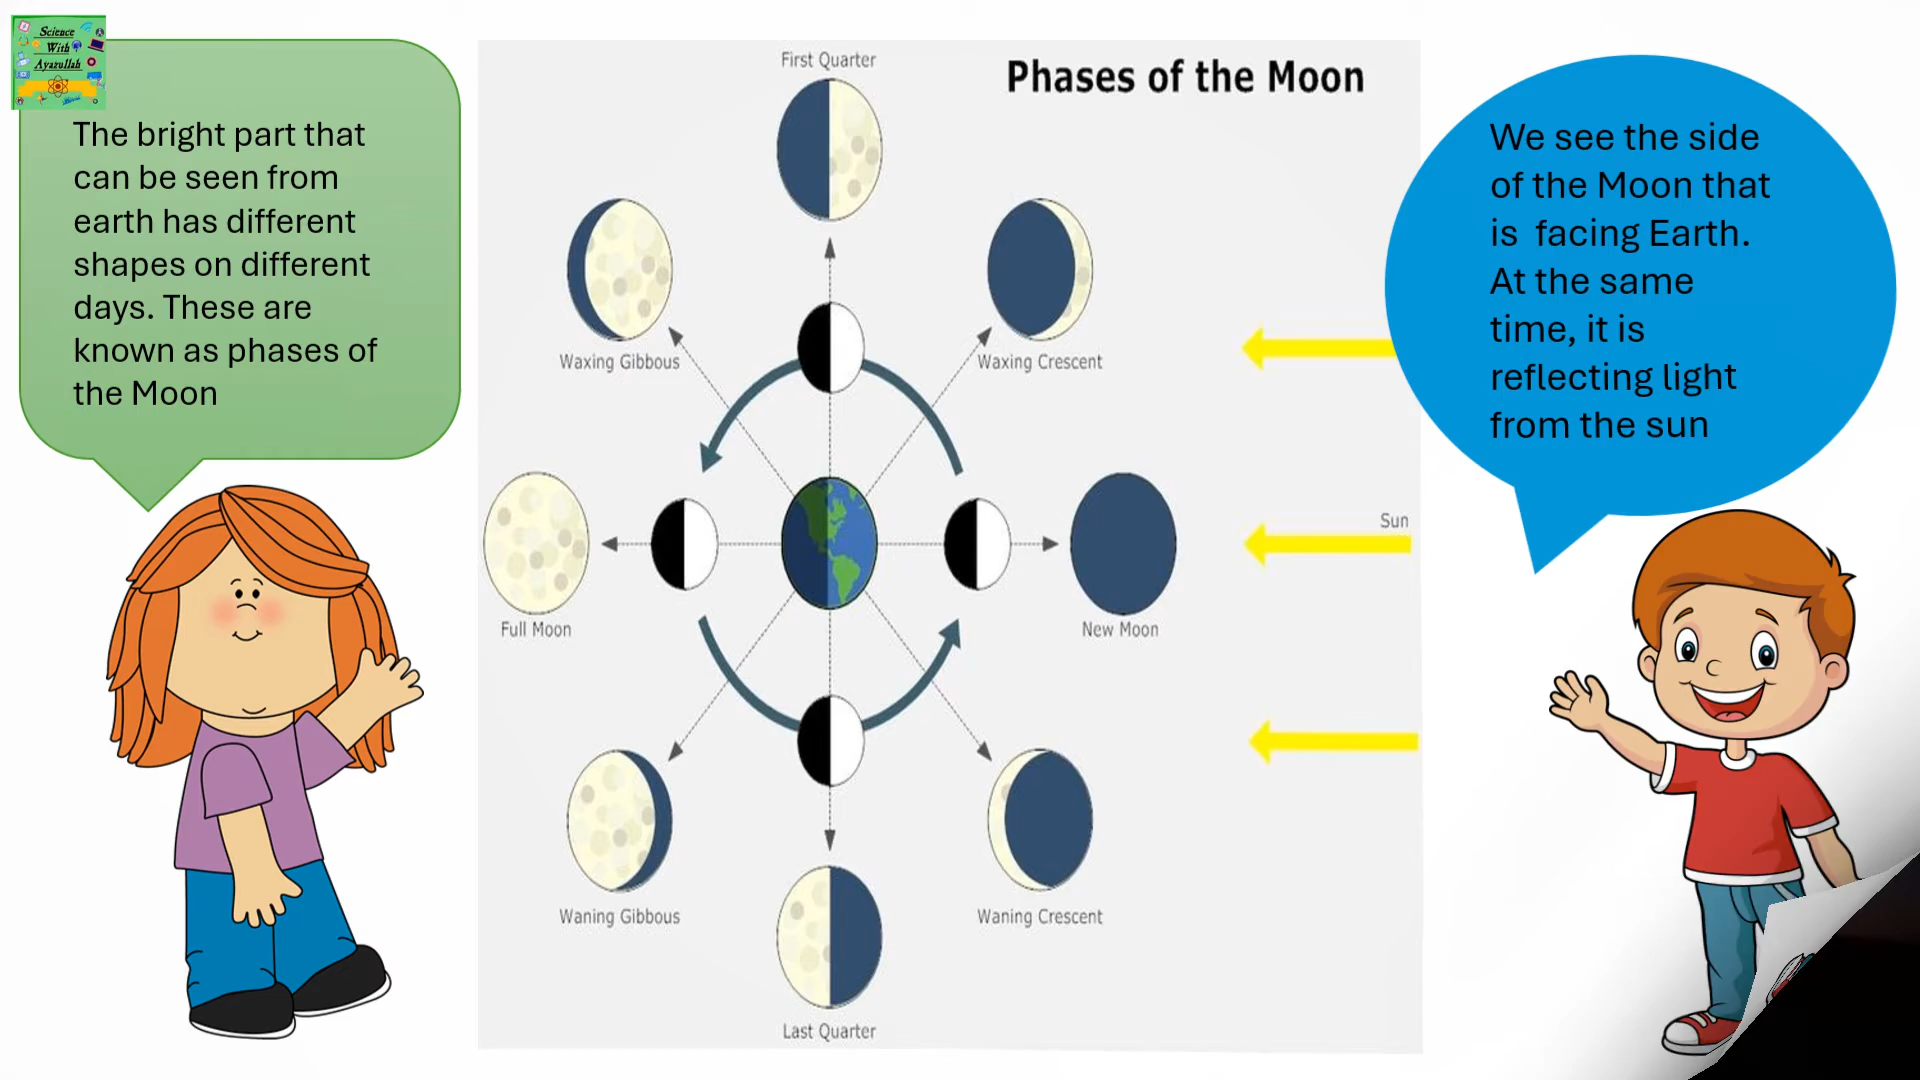 Science
With
Ayazullah
The bright part that
can be seen from
earth has different
shapes on different
days. These are
known as phases of
the Moon
Phases of the Moon
First Quarter
Waxing Gibbous
Waxing Crescent
Sun
Full Moon
New Moon
Waning Gibbous
Waning Crescent
Last Quarter
We see the side
of the Moon that
is  facing Earth.
At the same
time, it is
reflecting light
from the sun